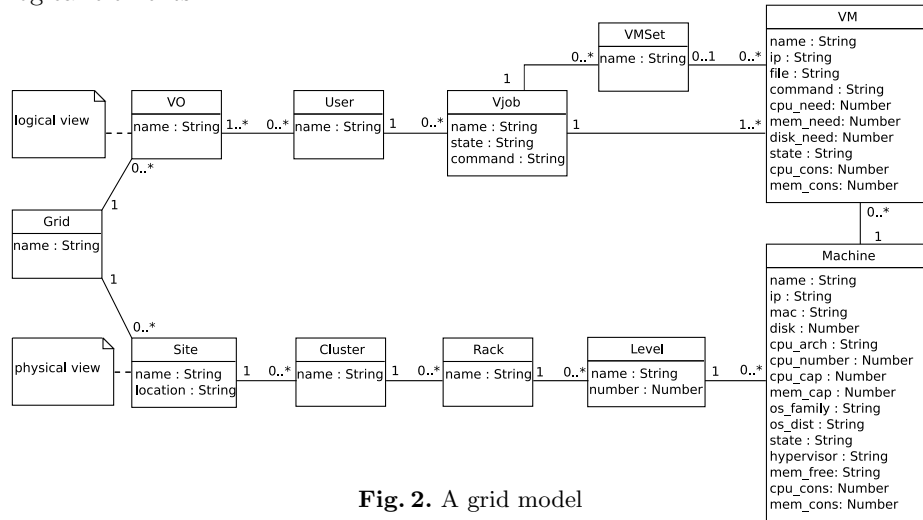 VM
name : String
ip : String
file : String
command : String
cpu_need: Number
mem_need: Number
disk_need: Number
state : String
cpu_cons: Number
mem_cons: Number
VMSet
name : String
0..*
0..1
0..*
1
logical view
VO
name : String
1..*
0..*
User
name : String
1
0..*
Vjob
name : String
state : String
command : String
1
1..*
0..*
1
Grid
name : String
1
0..*
0..*
1
physical view
Site
name : String
location : String
1
0..*
Cluster
name : String
1
0..*
Rack
name : String
1
0..*
Level
name : String
number : Number
1
0..*
Machine
name : String
ip : String
mac : String
disk : Number
cpu_arch : String
cpu_number : Number
cpu_cap : Number
mem_cap : Number
os_family : String
os_dist : String
state : String
hypervisor : String
mem_free: String
cpu_cons: Number
mem_cons: Number
Fig. 2. A grid model